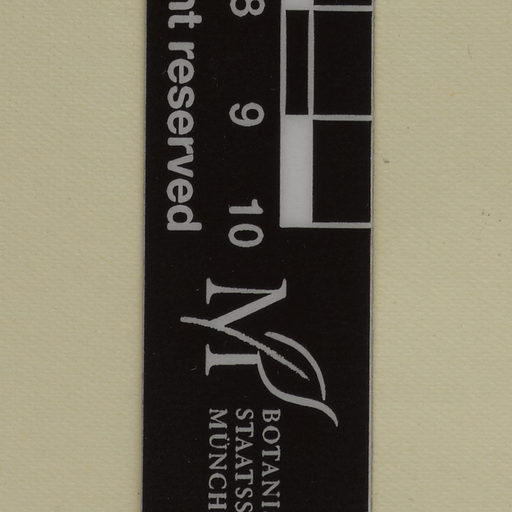 nt reserved
8 9 10
BOTANI
STAATSS
MÜNCH